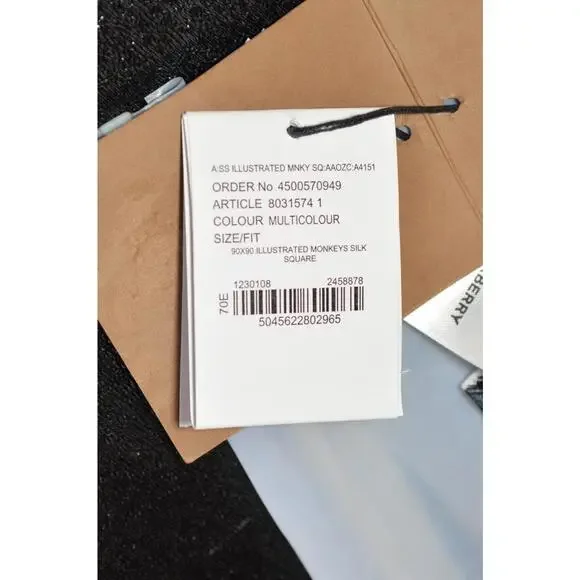 A:SS ILLUSTRATED MNKY SQ:AAOZC:A4151
ORDER No 4500570949
ARTICLE 8031574 1
COLOUR MULTICOLOUR
SIZE/FIT
90X90 ILLUSTRATED MONKEYS SILK
SQUARE
1230108 2458878
70E
5045622802965
BERRY